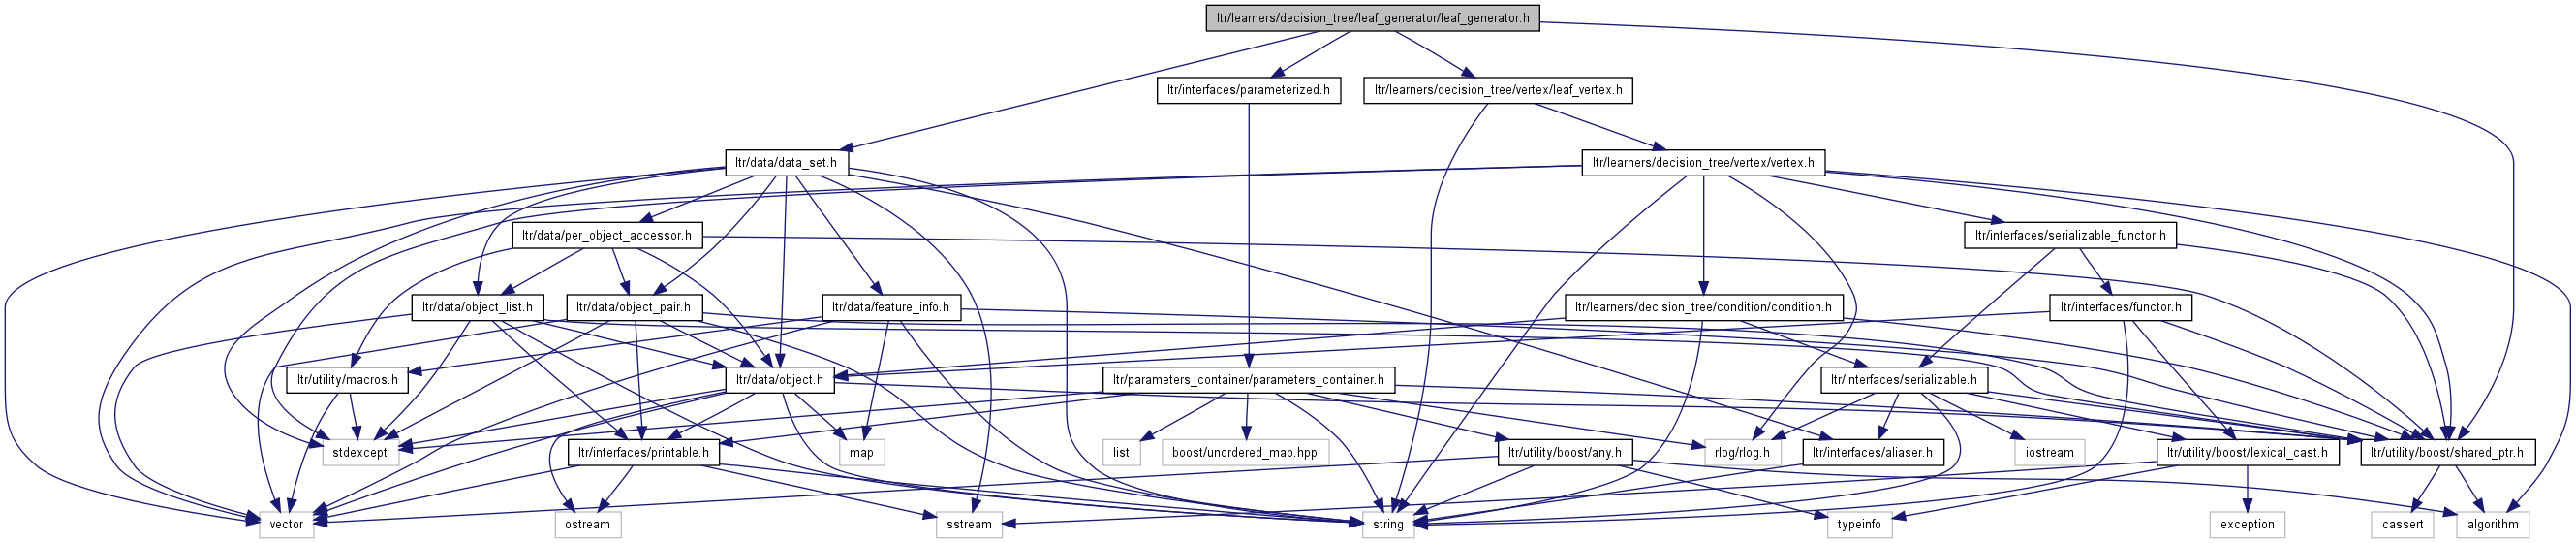 ltr/learners/decision_tree/leaf_generator/leaf_generator.h
ltr/interfaces/parameterized.h
ltr/learners/decision_tree/vertex/leaf_vertex.h
ltr/data/data_set.h
ltr/learners/decision_tree/vertex/vertex.h
ltr/data/per_object_accessor.h
ltr/interfaces/serializable_functor.h
ltr/data/object_list.h
ltr/data/object_pair.h
ltr/data/feature_info.h
ltr/learners/decision_tree/condition/condition.h
ltr/interfaces/functor.h
ltr/utility/macros.h
ltr/data/object.h
ltr/parameters_container/parameters_container.h
ltr/interfaces/serializable.h
stdexcept
ltr/interfaces/printable.h
map
list
boost/unordered_map.hpp
ltr/utility/boost/any.h
rlog/rlog.h
ltr/interfaces/aliaser.h
iostream
ltr/utility/boost/lexical_cast.h
ltr/utility/boost/shared_ptr.h
vector
ostream
sstream
string
typeinfo
exception
cassert
algorithm